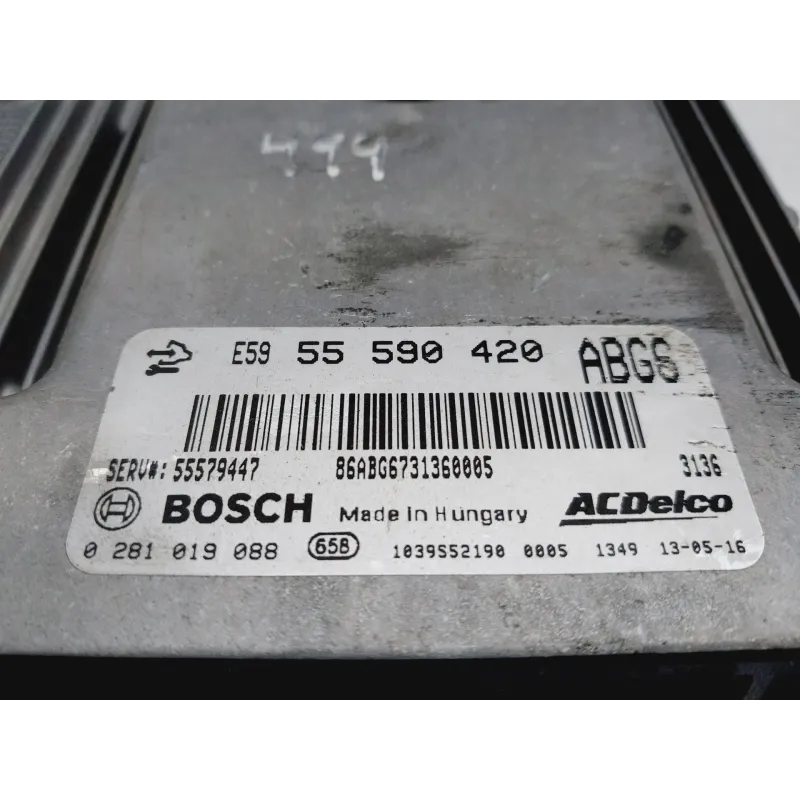 444
E59 55 590 420 ABGS
SERV#: 55579447 86ABG6731360005 3136
BOSCH Made in Hungary ACDelco
0 281 019 088 658 1039S52190 0005 1349 13-05-16